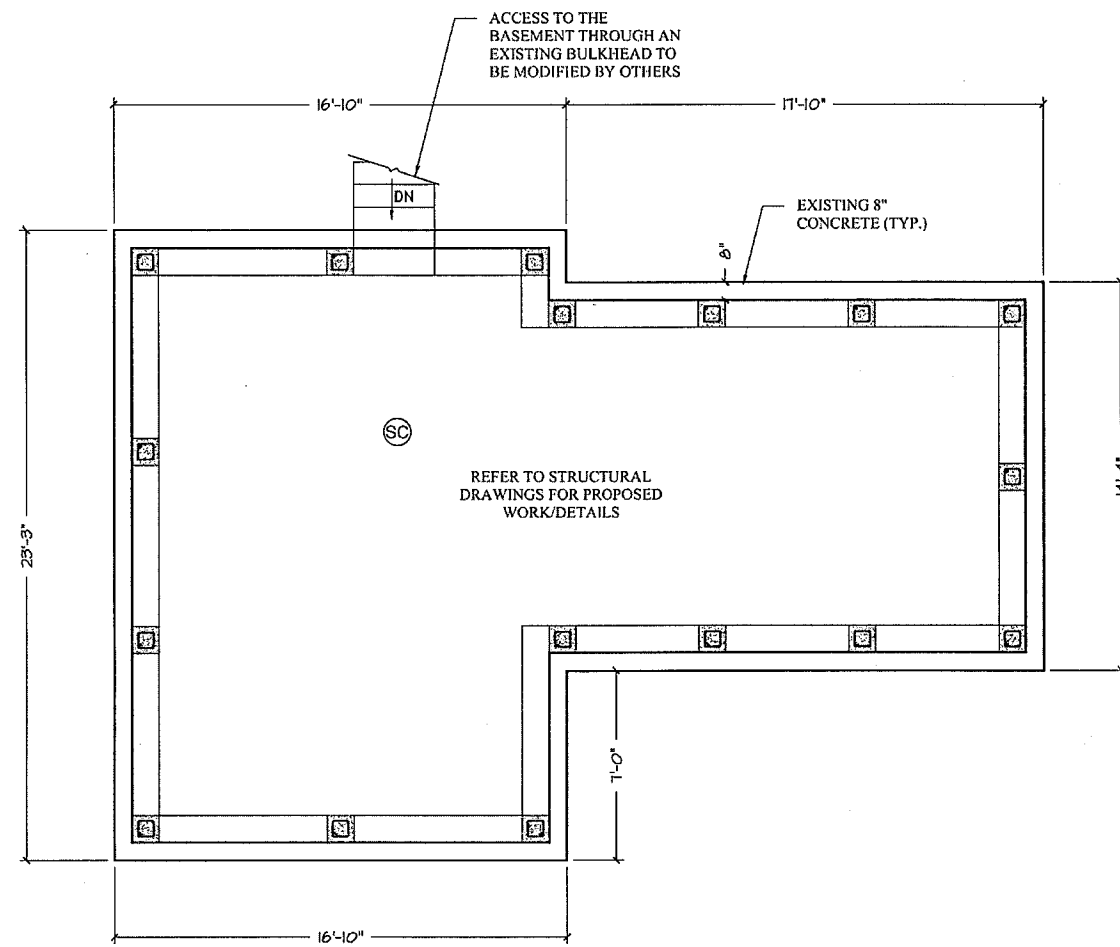 ACCESS TO THE
BASEMENT THROUGH AN
EXISTING BULKHEAD TO
BE MODIFIED BY OTHERS
16'-10"
17'-10"
DN
EXISTING 8"
CONCRETE (TYP.)
8"
SC
REFER TO STRUCTURAL
DRAWINGS FOR PROPOSED
WORK/DETAILS
23'-3"
7'-0"
16'-10"